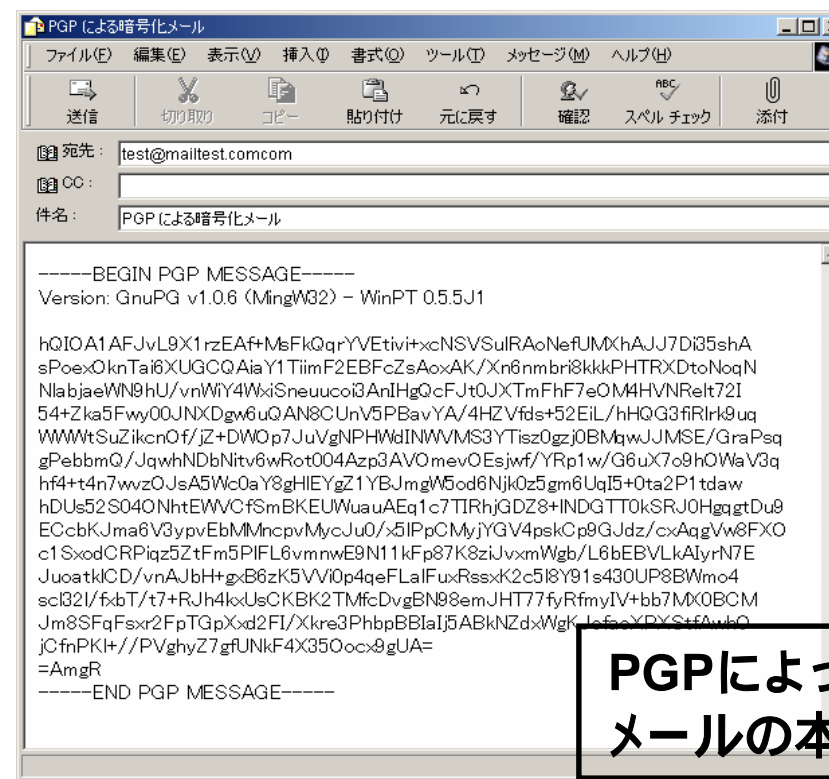 PGP による暗号化メール
ファイル(F) 編集(E) 表示(V) 挿入(I) 書式(O) ツール(T) メッセージ(M) ヘルプ(H)
送信 切り取り コピー 貼り付け 元に戻す 確認 スペル チェック 添付
宛先: test@mailtest.comcom
CC:
件名: PGP による暗号化メール
-----BEGIN PGP MESSAGE-----
Version: GnuPG v1.0.6 (MingW32) - WinPT 0.5.5J1
hQIOA1AFJvL9X1rzEAf+MsFkQqrYVEtivi+xcNSVSuIRAoNefUMXhAJJ7Di35shA
sPoexOknTai6XUGCQAiaY1TiimF2EBFcZsAoxAK/Xn6nmbri8kkkPHTRXDtoNoqN
NlabjaeWN9hU/vnWiY4WxiSneuucoi3AnIHgQcFJt0JXTmFhF7eOM4HVNRelt72I
54+Zka5Fwy00JNXDgw6uQAN8CUnV5PBavYA/4HZVfds+52EiL/hHQG3fiRlrk9uq
WWWtSuZikcnOf/jZ+DWOp7JuVgNPHWdINWVMS3YTisz0gzj0BMqwJJMSE/GraPsq
gPebbmQ/JqwhNDbNitv6wRot004Azp3AVOmevOEsjwf/YRp1w/G6uX7o9hOWaV3q
hf4+t4n7wvzOJsA5Wc0aY8gHlEYgZ1YBJmgW5od6Njk0z5gm6UqI5+0ta2P1tdaw
hDUs52S04ONhtEWVCfSmBKEUWuauAEq1c7TIRhjGDZ8+INDGTT0kSRJ0HgqgtDu9
ECcbKJma6V3ypvEbMMncpvMycJu0/x5IPpCMyjYGV4pskCp9GJdz/cxAqgVw8FXO
c1SxodCRPiqz5ZtFm5PIFL6vmnwE9N11kFp87K8ziJvxmWgb/L6bEBVLkAIyrN7E
JuoatklCD/vnAJbH+gxB6zK5VVi0p4qeFLaIFuxRssxK2c5l8Y91s430UP8BWmo4
scl32I/fxbT/t7+RJh4kxUsCKBK2TMfcDvgBN98emJHT77fyRfmyIV+bb7MX0BCM
Jm8SFqFsxr2FpTGpXxd2FI/Xkre3PhbpBBIaIj5ABkNZdxWgK
jCfnPKl+//PVghyZ7gfUNkF4X35Oocx9gUA=
=AmgR
-----END PGP MESSAGE-----
PGPによっ
メールの本